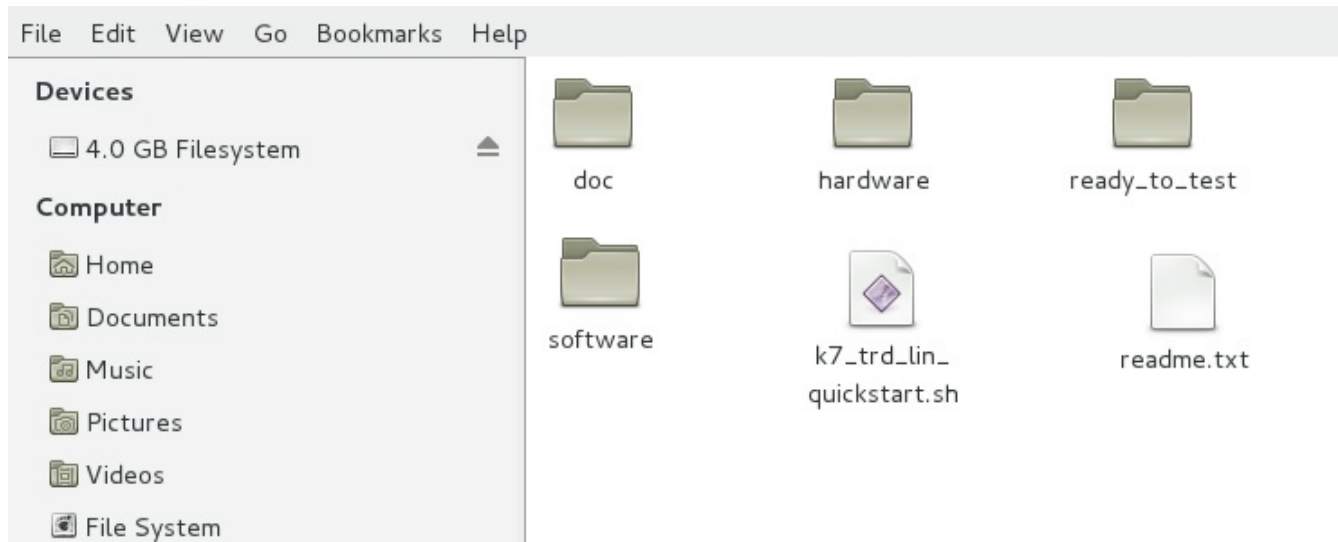 File Edit View Go Bookmarks Help
Devices
4.0 GB Filesystem
Computer
Home
Documents
Music
Pictures
Videos
File System
doc
hardware
ready_to_test
software
k7_trd_lin_
quickstart.sh
readme.txt